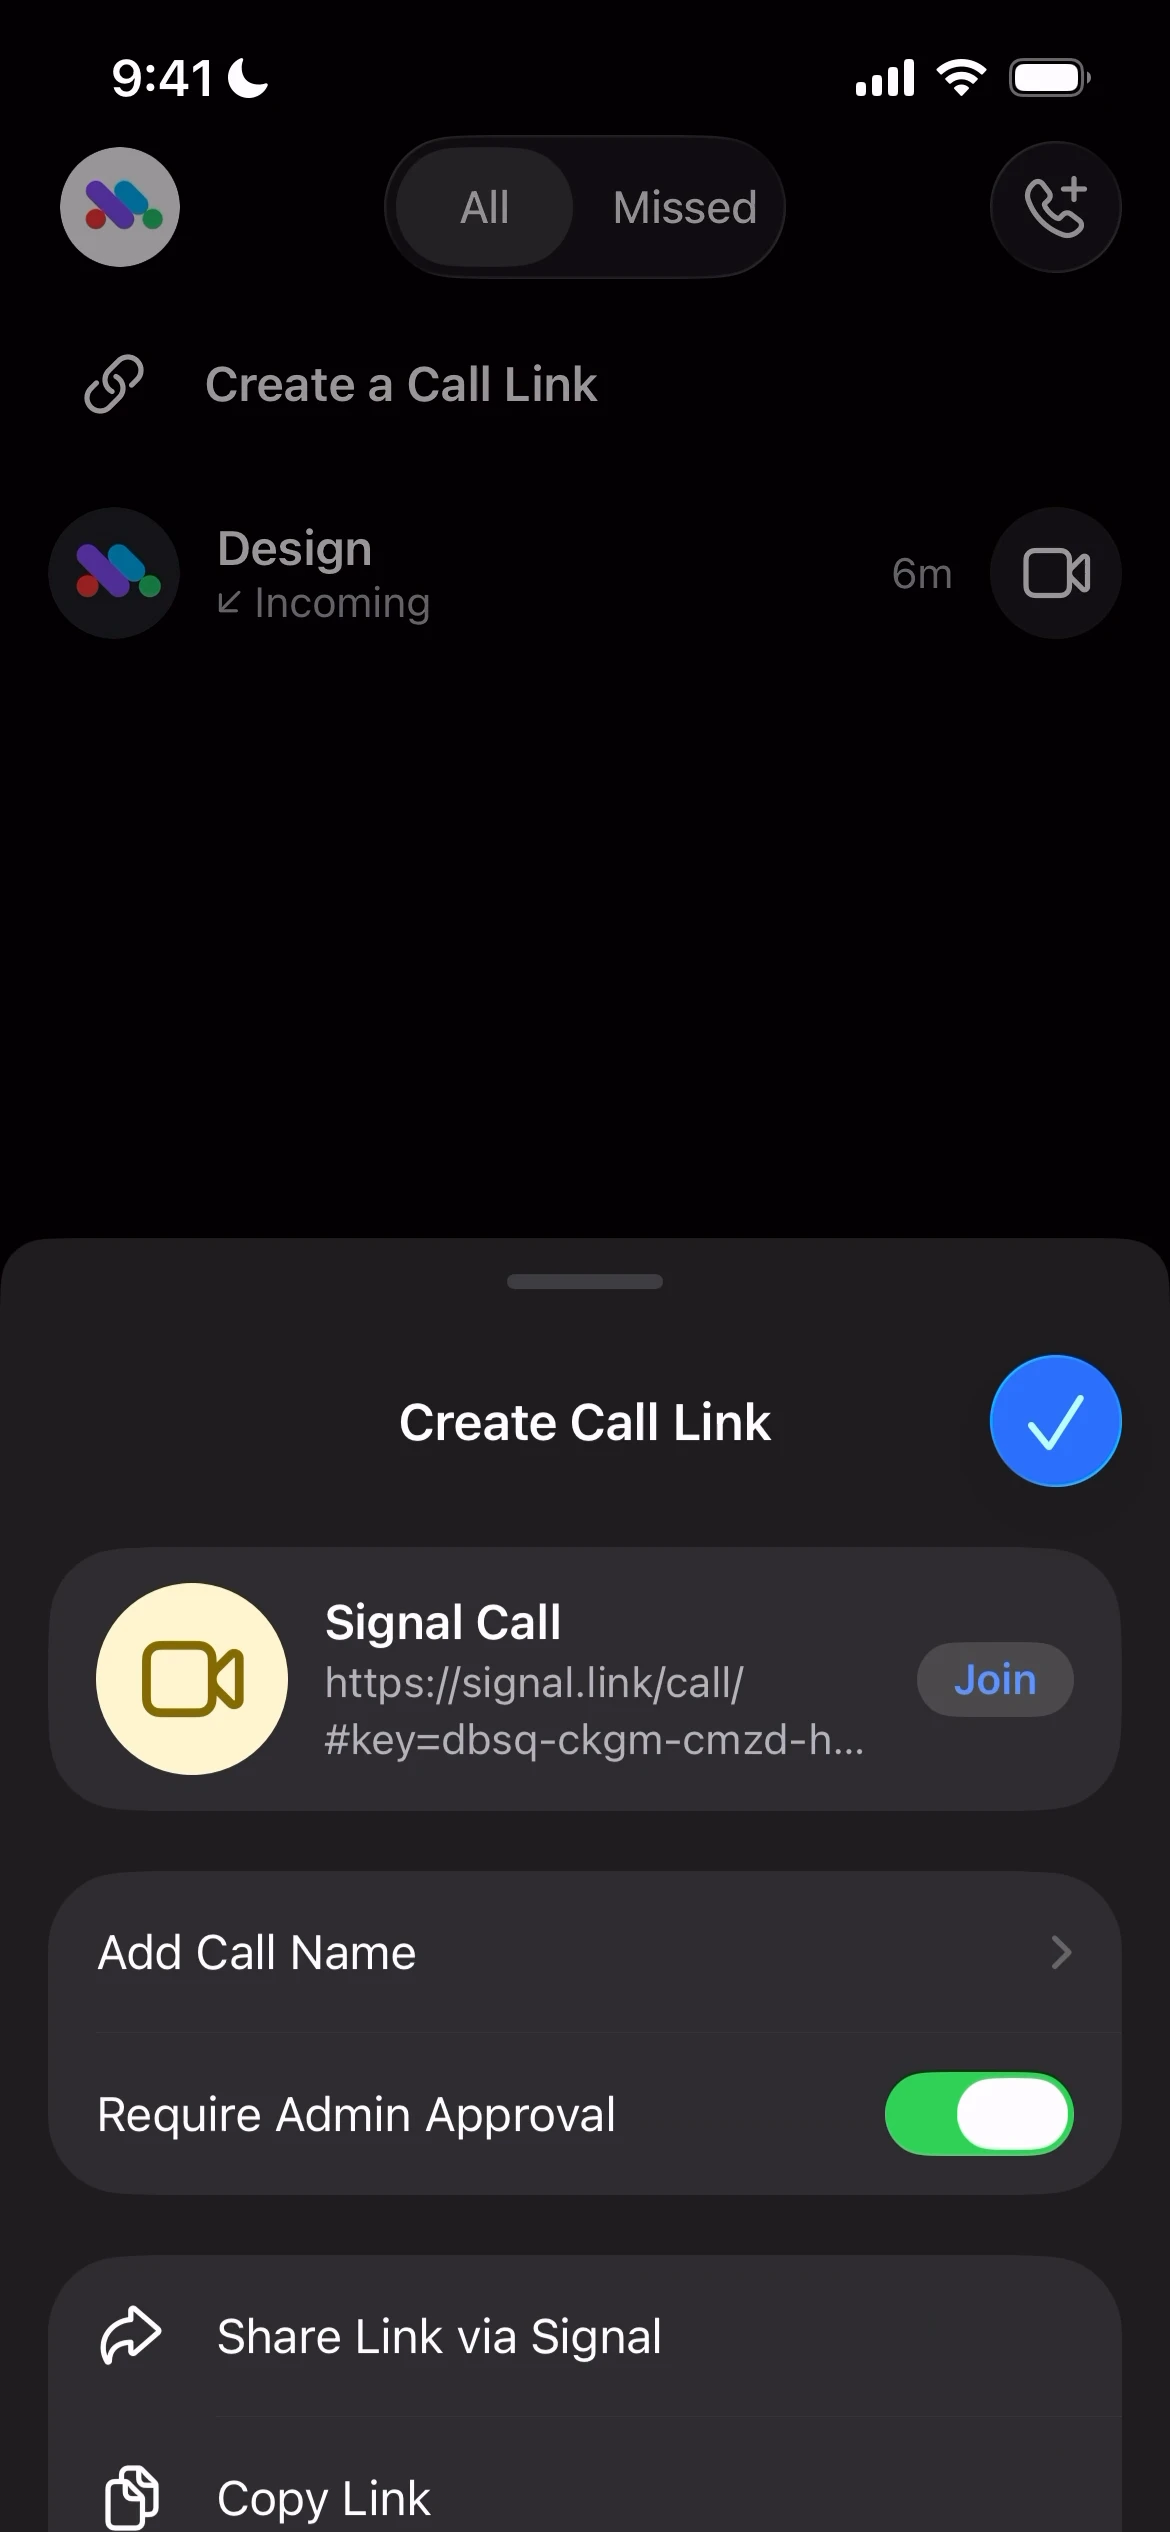 9:41
All
Missed
Create a Call Link
Design
Incoming
6m
Create Call Link
Signal Call
https://signal.link/call/
#key=dbsq-ckgm-cmzd-h...
Join
Add Call Name
Require Admin Approval
Share Link via Signal
Copy Link